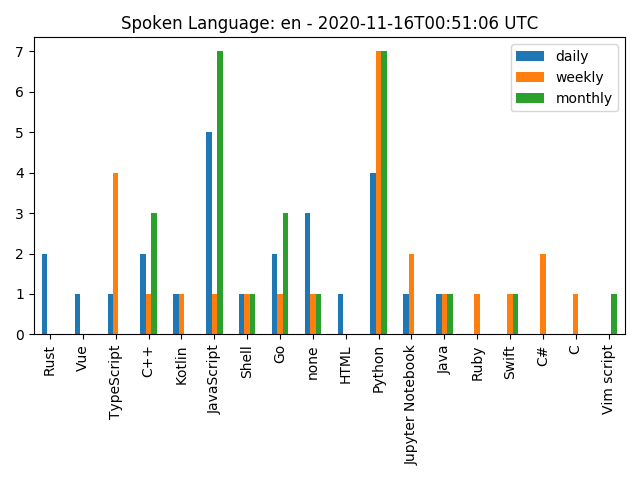 Spoken Language: en - 2020-11-16T00:51:06 UTC
daily
weekly
monthly
7
6
5
4
3
2
1
0
Rust
Vue
TypeScript
C++
Kotlin
JavaScript
Shell
Go
none
HTML
Python
Jupyter Notebook
Java
Ruby
Swift
C#
C
Vim script